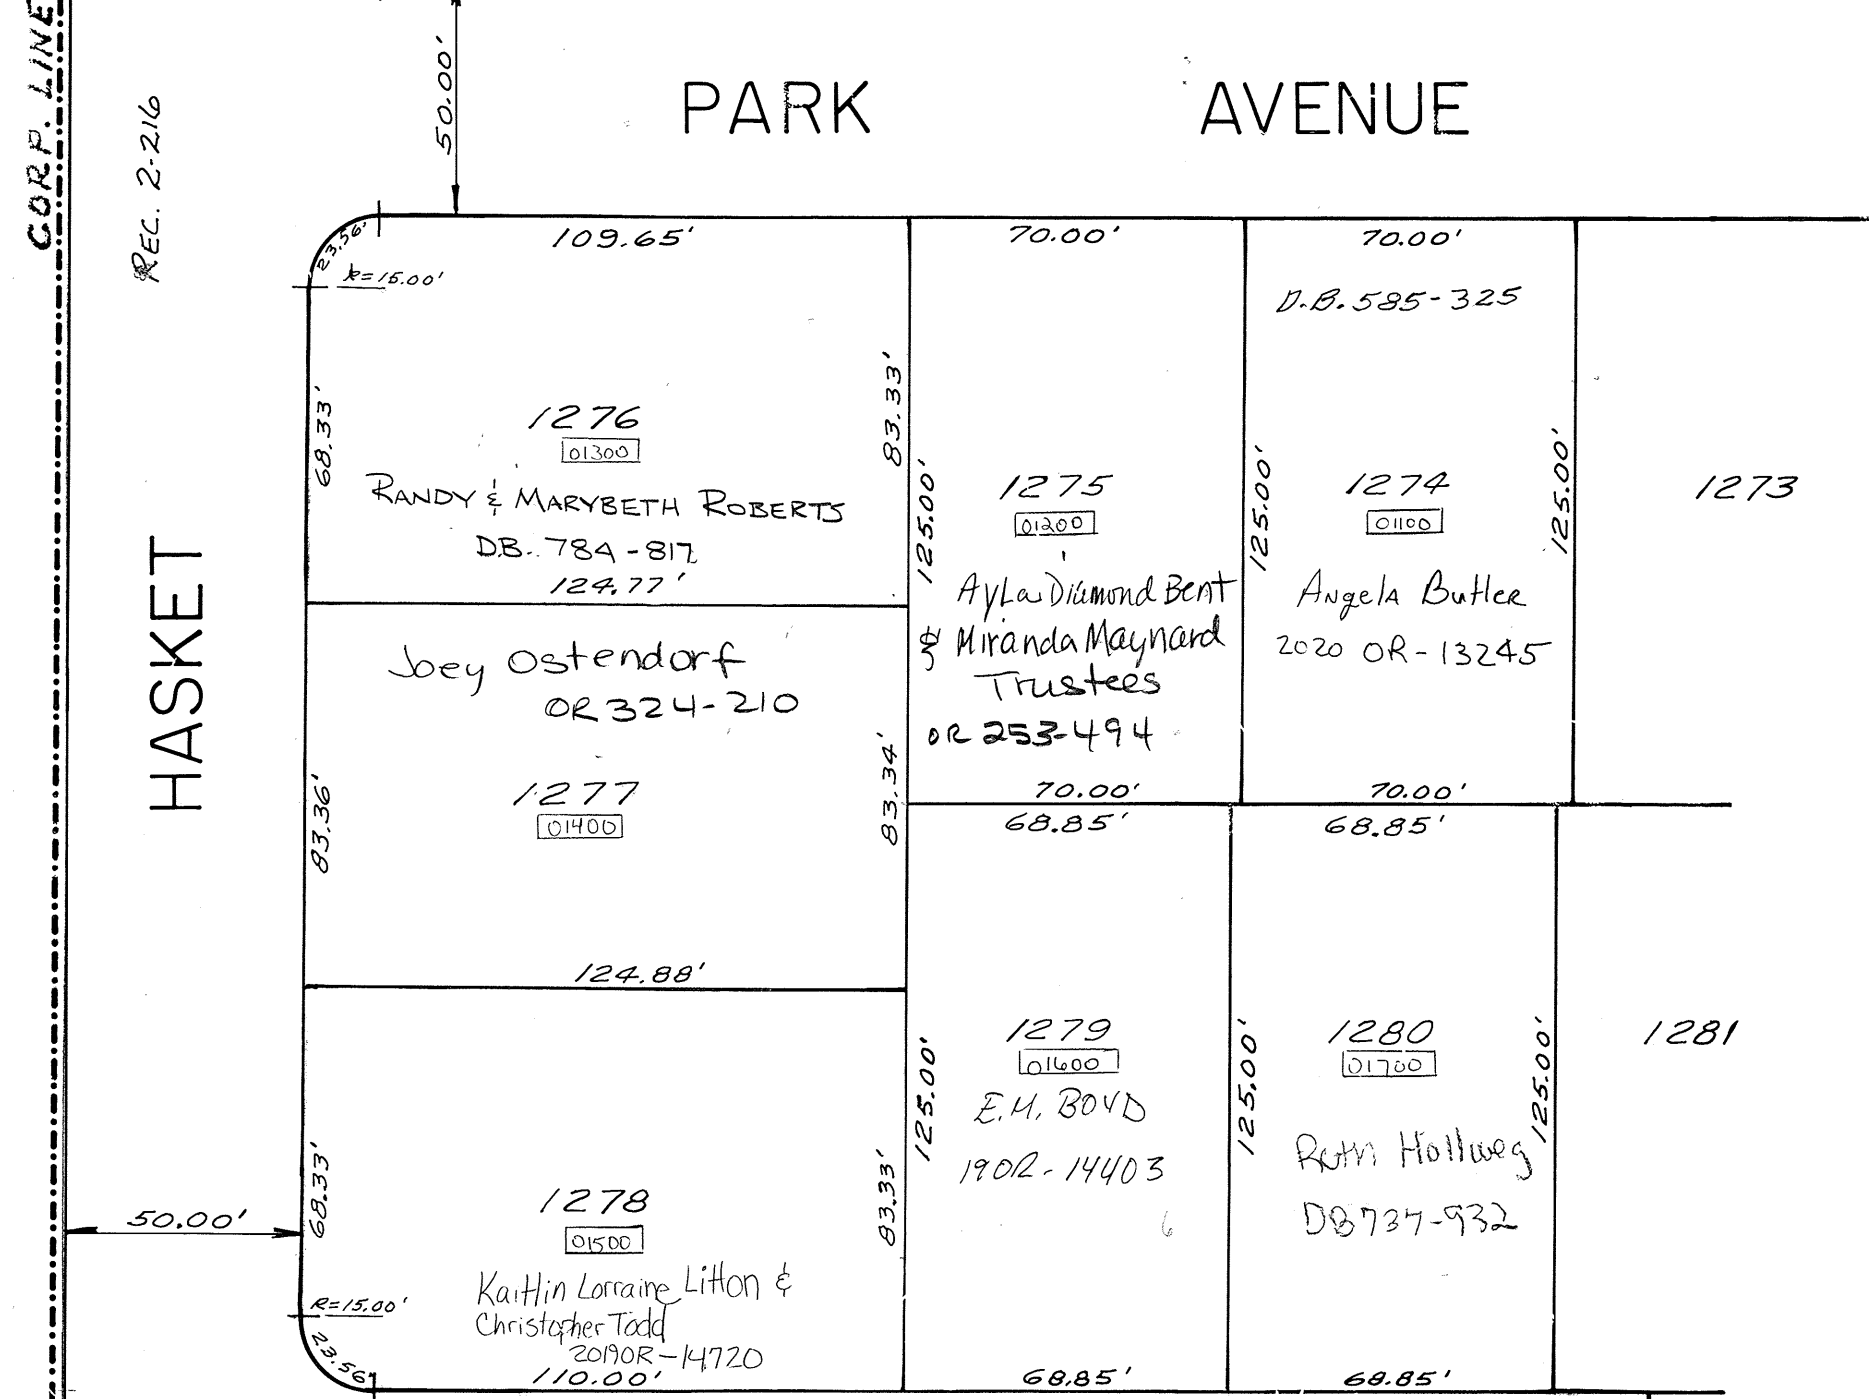 CORP. LINE
REC. 2-216
50.00'
PARK AVENUE
23.56'
R=15.00'
109.65'
70.00'
70.00'
D.B. 585-325
68.33'
83.33'
1276
01300
RANDY & MARYBETH ROBERTS
D.B. 784-817
124.77'
125.00'
1275
01200
Ayla Diamond Bent
& Miranda Maynard
Trustees
OR 253-494
70.00'
125.00'
1274
01100
Angela Butler
2020 OR-13245
70.00'
125.00'
1273
HASKET
Joey Ostendorf
OR 324-210
1277
01400
83.36'
83.34'
124.88'
68.85'
68.85'
125.00'
1279
01600
E.M. BOYD
19OR-14403
6
125.00'
1280
01700
Ruth Hollweg
DB 737-932
125.00'
1281
50.00'
68.33'
83.33'
1278
01500
Kaitlin Lorraine Litton &
Christopher Todd
2019OR-14720
R=15.00'
23.56'
110.00'
68.85'
68.85'